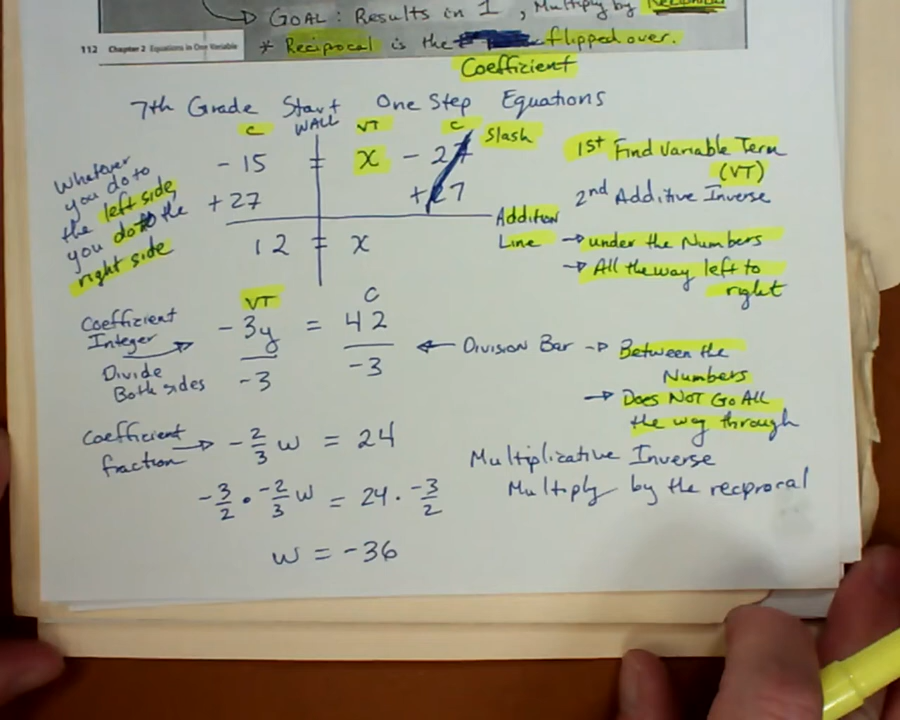 GOAL: Results in 1, Multiply by Reciprocal
112 Chapter 2 Equations in One Variable
* Reciprocal is the flipped over.
Coefficient
7th Grade Start One Step Equations
C WALL VT C Slash
-15 = x - 27
+27 +27
12 = x
Whatever
you do to
the left side,
you do to the
right side
1st Find Variable Term
(VT)
2nd Additive Inverse
Addition
Line → under the Numbers
→ All the way left to
right
VT C
Coefficient
Integer
-3y = 42
Divide
Both sides
-3 -3
← Division Bar → Between the
Numbers
→ Does NOT Go All
the way through
Coefficient
fraction → -2/3 w = 24
Multiplicative Inverse
Multiply by the reciprocal
-3/2 · -2/3 w = 24 · -3/2
w = -36